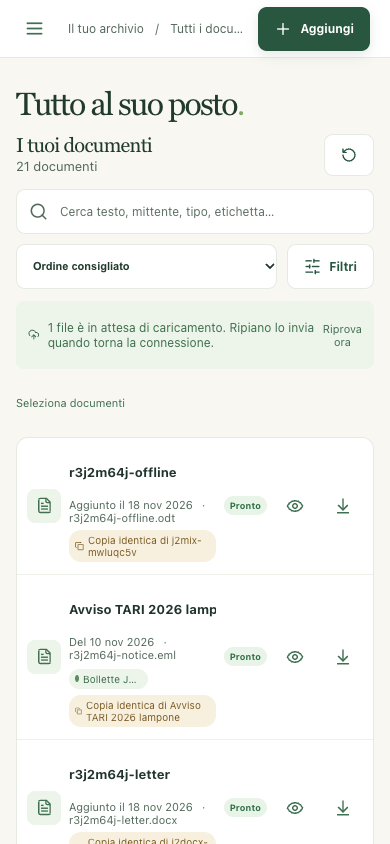 Il tuo archivio / Tutti i docu...
Aggiungi
Tutto al suo posto.
I tuoi documenti
21 documenti
Cerca testo, mittente, tipo, etichetta...
Ordine consigliato
Filtri
1 file è in attesa di caricamento. Ripiano lo invia
quando torna la connessione.
Riprova
ora
Seleziona documenti
r3j2m64j-offline
Aggiunto il 18 nov 2026 ·
r3j2m64j-offline.odt
Pronto
Copia identica di j2mix-
mwluqc5v
Avviso TARI 2026 lamp
Del 10 nov 2026 ·
r3j2m64j-notice.eml
Pronto
Bollette J...
Copia identica di Avviso
TARI 2026 lampone
r3j2m64j-letter
Aggiunto il 18 nov 2026 ·
r3j2m64j-letter.docx
Pronto
Copia identica di j2docx-